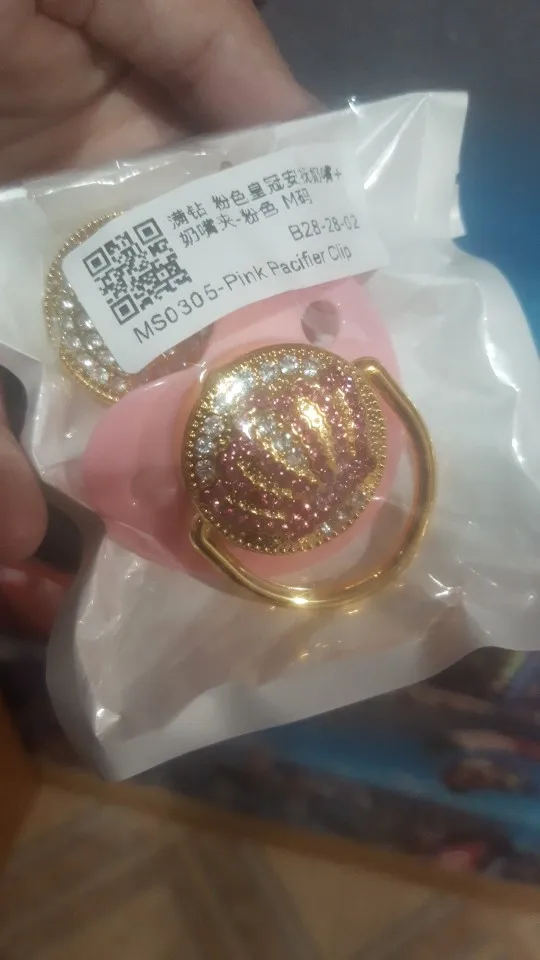 满钻 粉色皇冠安抚奶嘴+
奶嘴夹-粉色 M码
B28-28-02
MS0305-Pink Pacifier Clip